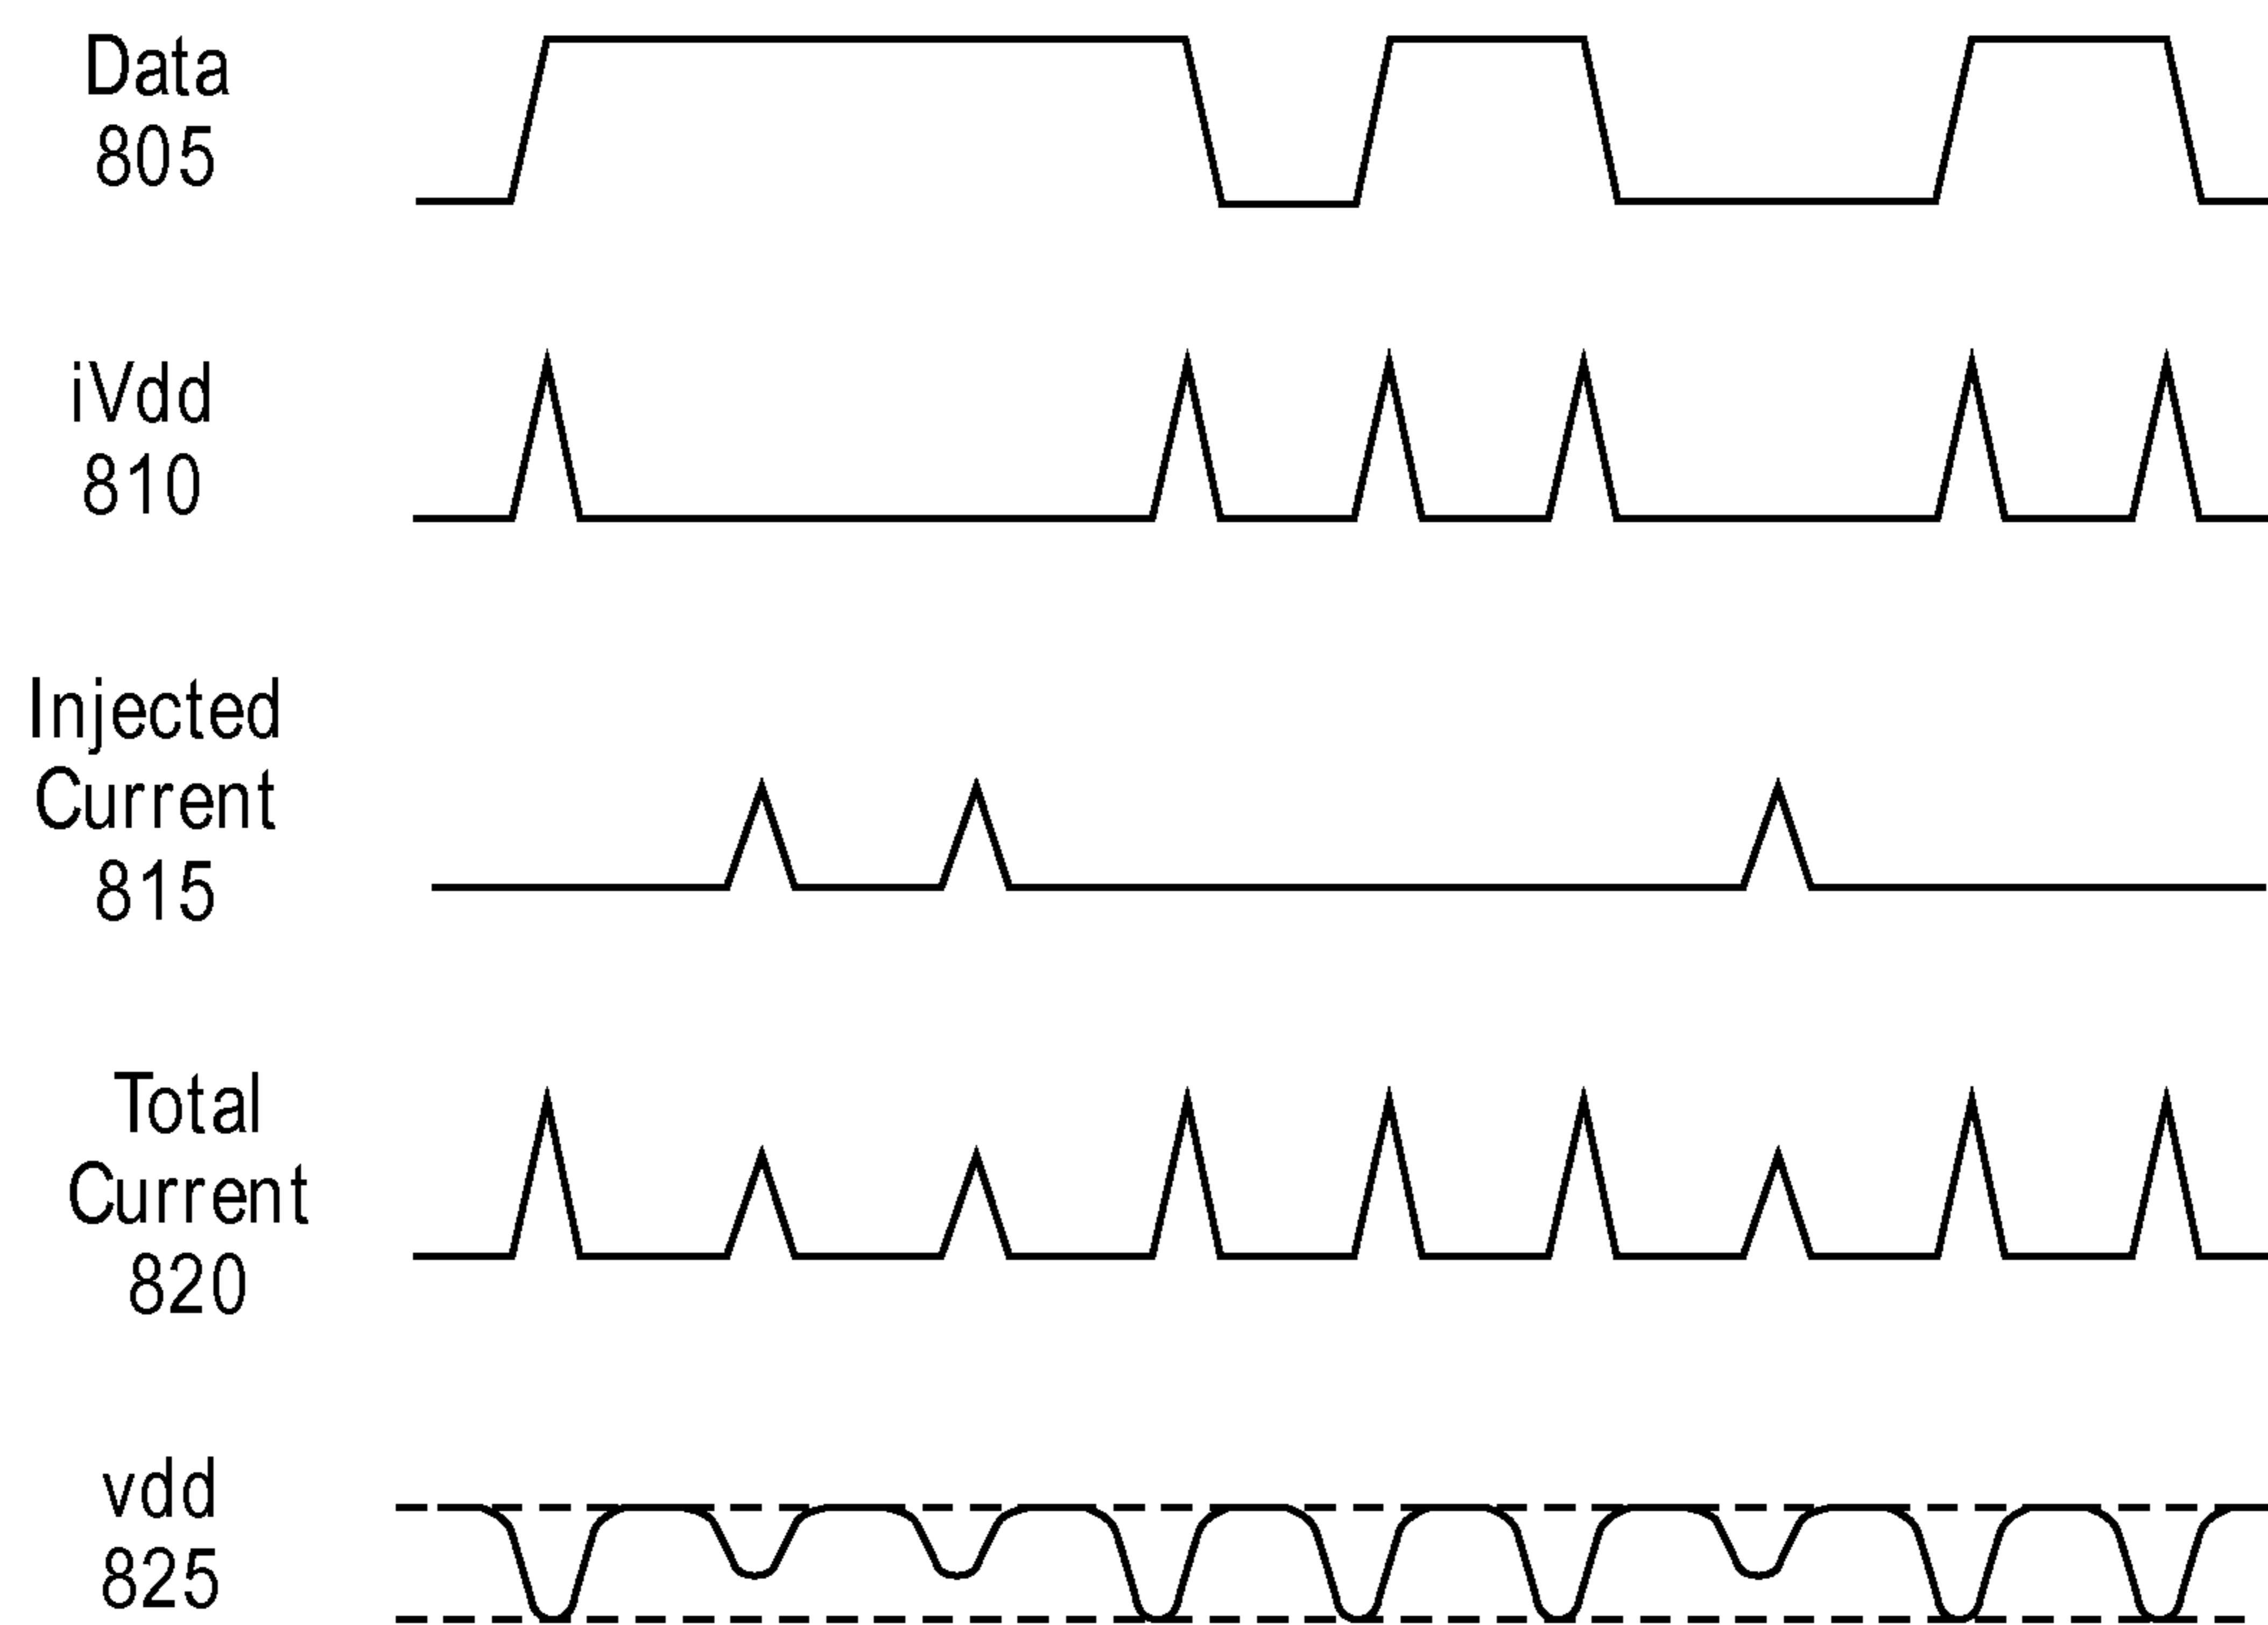 Data
805
iVdd
810
Injected
Current
815
Total
Current
820
vdd
825